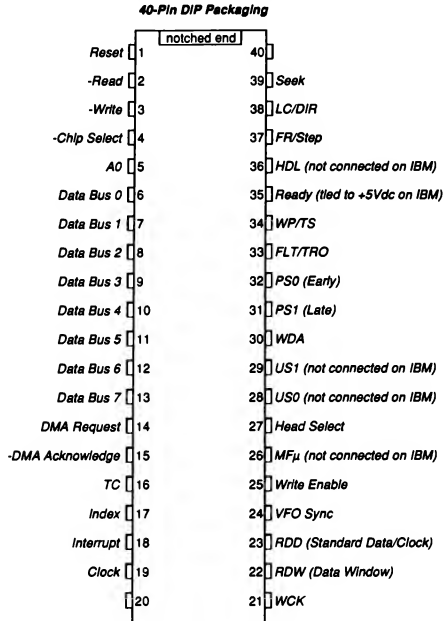 40-Pin DIP Packaging
notched end
Reset 1 40
-Read 2 39 Seek
-Write 3 38 LC/DIR
-Chip Select 4 37 FR/Step
A0 5 36 HDL (not connected on IBM)
Data Bus 0 6 35 Ready (tied to +5Vdc on IBM)
Data Bus 1 7 34 WP/TS
Data Bus 2 8 33 FLT/TRO
Data Bus 3 9 32 PS0 (Early)
Data Bus 4 10 31 PS1 (Late)
Data Bus 5 11 30 WDA
Data Bus 6 12 29 US1 (not connected on IBM)
Data Bus 7 13 28 US0 (not connected on IBM)
DMA Request 14 27 Head Select
-DMA Acknowledge 15 26 MFμ (not connected on IBM)
TC 16 25 Write Enable
Index 17 24 VFO Sync
Interrupt 18 23 RDD (Standard Data/Clock)
Clock 19 22 RDW (Data Window)
20 21 WCK